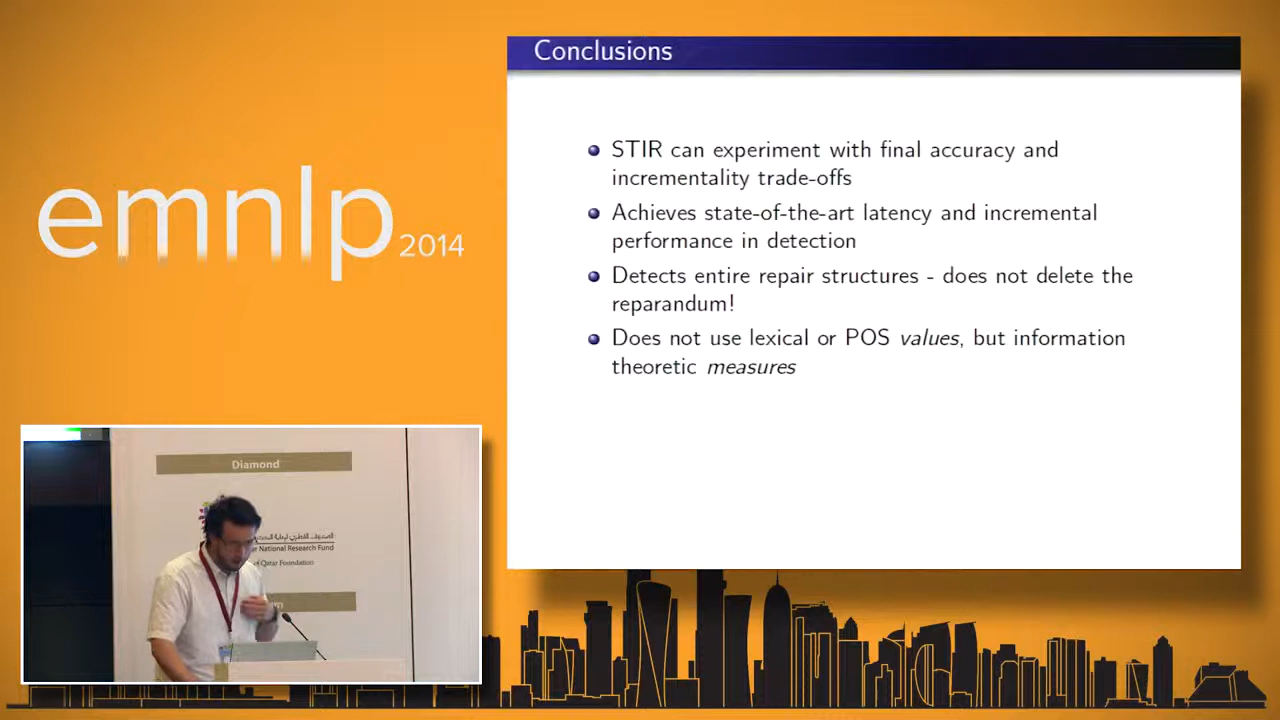 emnlp 2014
Conclusions
STIR can experiment with final accuracy and
incrementality trade-offs
Achieves state-of-the-art latency and incremental
performance in detection
Detects entire repair structures - does not delete the
reparandum!
Does not use lexical or POS values, but information
theoretic measures
Diamond
National Research Fund
Qatar Foundation